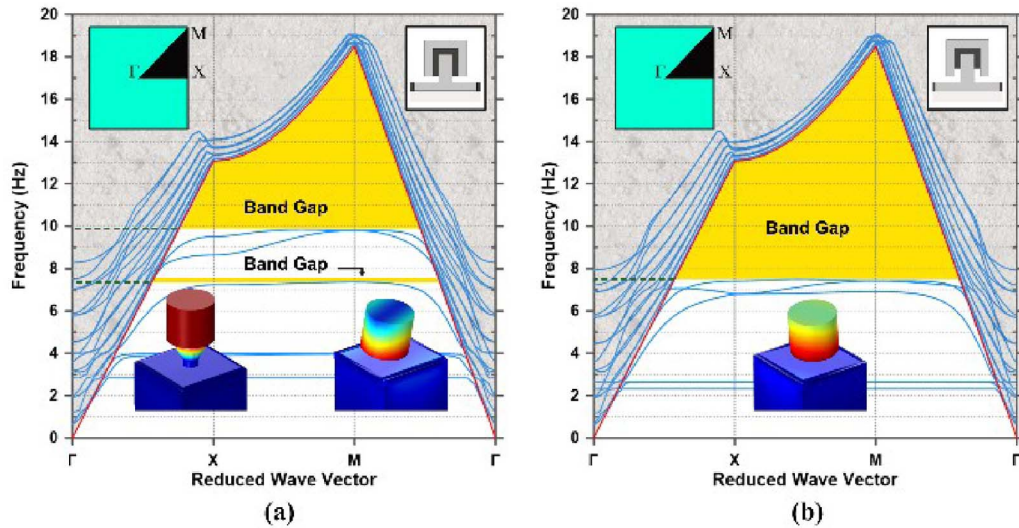 20
18
16
14
12
10
8
6
4
2
0
Frequency (Hz)
M
Γ
X
Band Gap
Band Gap
Γ
X
M
Γ
Reduced Wave Vector
(a)
20
18
16
14
12
10
8
6
4
2
0
Frequency (Hz)
M
Γ
X
Band Gap
Γ
X
M
Γ
Reduced Wave Vector
(b)